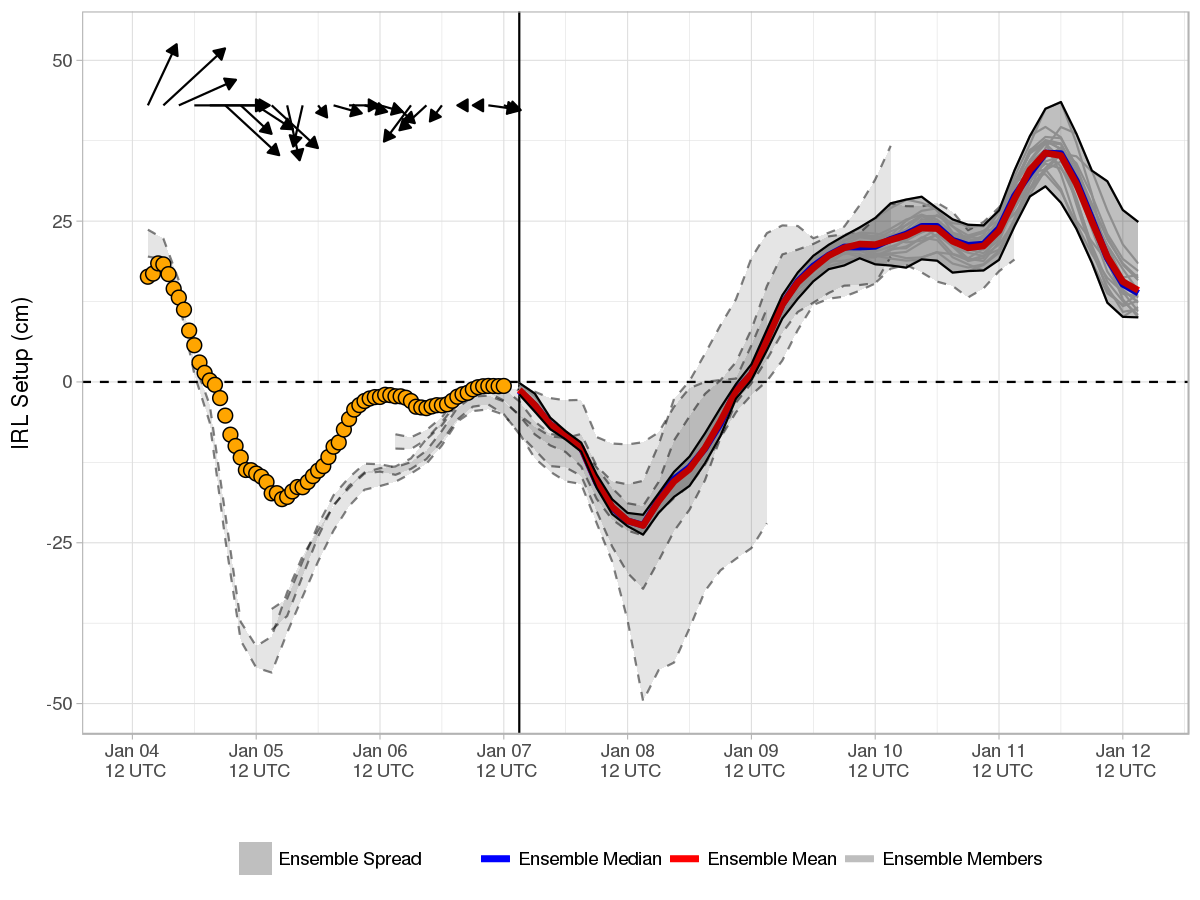 IRL Setup (cm)
50
25
0
-25
-50
Jan 04 Jan 05 Jan 06 Jan 07 Jan 08 Jan 09 Jan 10 Jan 11 Jan 12
12 UTC 12 UTC 12 UTC 12 UTC 12 UTC 12 UTC 12 UTC 12 UTC 12 UTC
Ensemble Spread Ensemble Median Ensemble Mean Ensemble Members